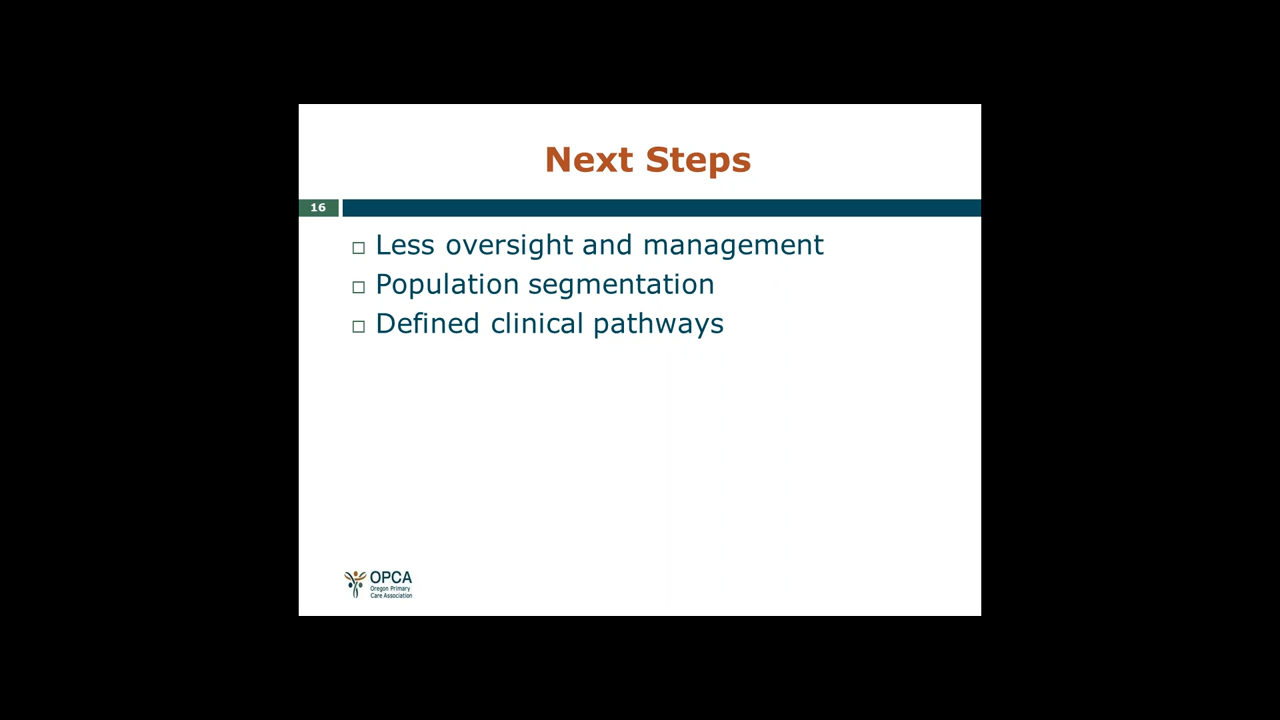 Next Steps
16
Less oversight and management
Population segmentation
Defined clinical pathways
OPCA
Oregon Primary
Care Association